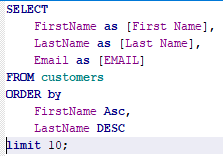 SELECT
FirstName as [First Name],
LastName as [Last Name],
Email as [EMAIL]
FROM customers
ORDER by
FirstName Asc,
LastName DESC
limit 10;